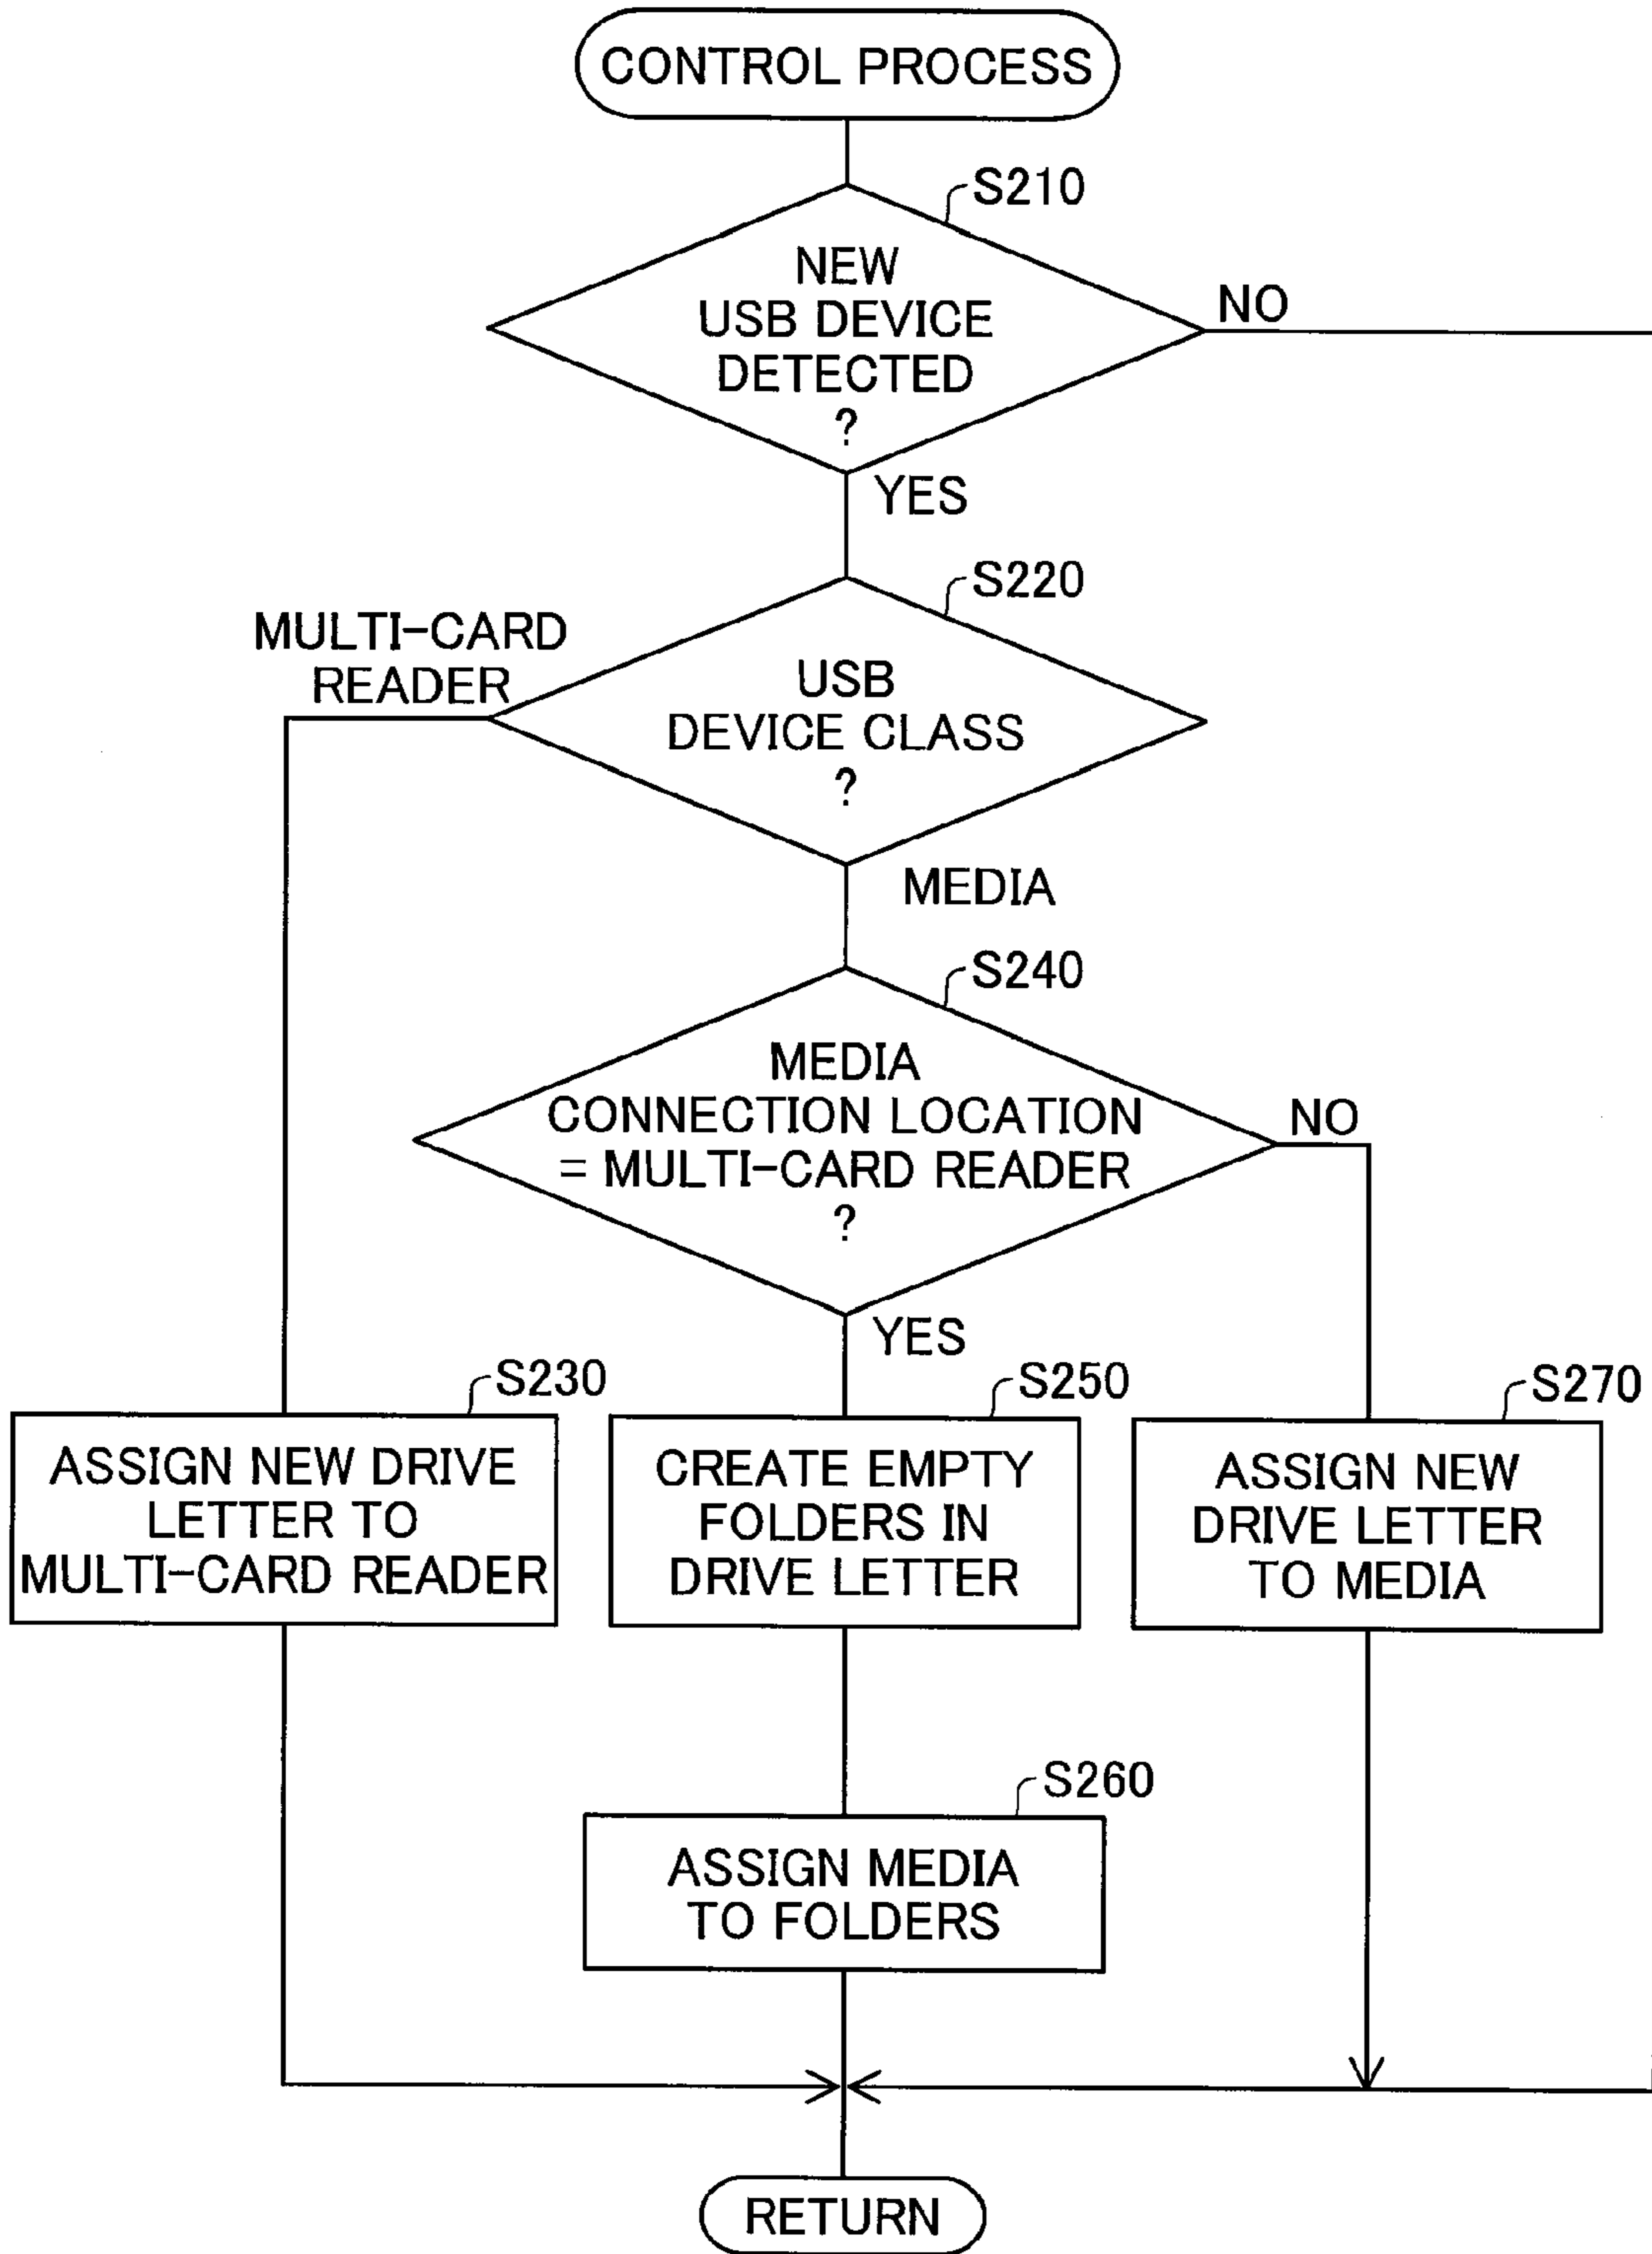 CONTROL PROCESS
S210
NEW
USB DEVICE
DETECTED
?
NO
YES
S220
MULTI-CARD
READER
USB
DEVICE CLASS
?
MEDIA
S240
MEDIA
CONNECTION LOCATION
= MULTI-CARD READER
?
NO
YES
S230
ASSIGN NEW DRIVE
LETTER TO
MULTI-CARD READER
S250
CREATE EMPTY
FOLDERS IN
DRIVE LETTER
S270
ASSIGN NEW
DRIVE LETTER
TO MEDIA
S260
ASSIGN MEDIA
TO FOLDERS
RETURN